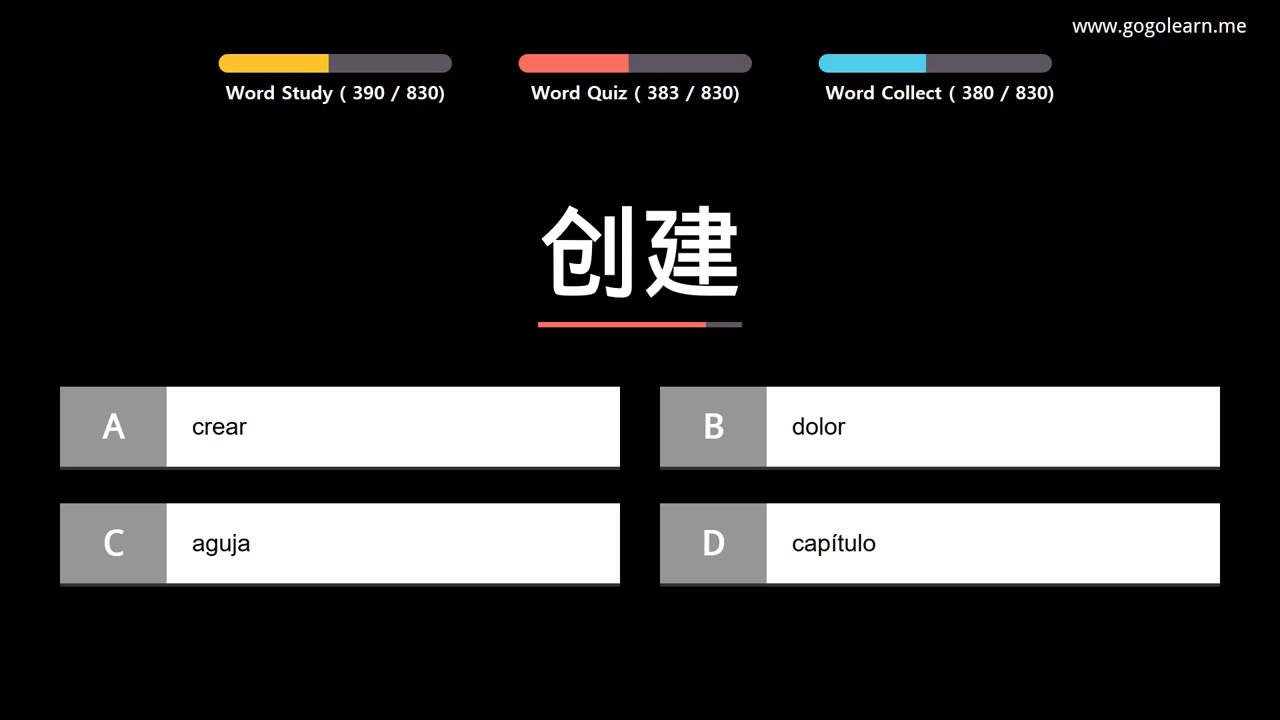 www.gogolearn.me
Word Study ( 390 / 830)
Word Quiz ( 383 / 830)
Word Collect ( 380 / 830)
创建
A crear
B dolor
C aguja
D capítulo